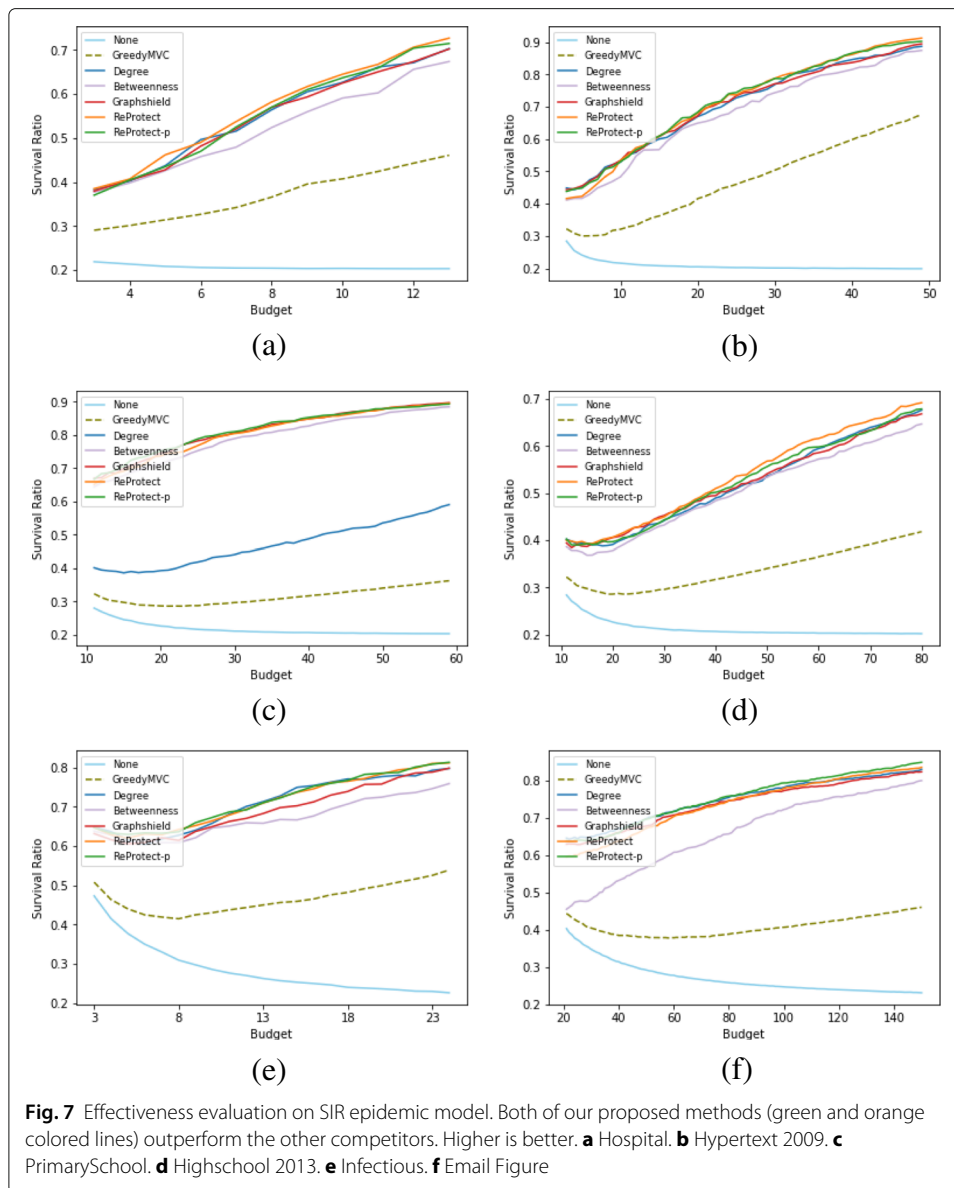 0.7
0.6
0.5
0.4
0.3
0.2
Survival Ratio
None
GreedyMVC
Degree
Betweenness
Graphshield
ReProtect
ReProtect-p
4 6 8 10 12
Budget
(a)
0.9
0.8
0.7
0.6
0.5
0.4
0.3
0.2
Survival Ratio
None
GreedyMVC
Degree
Betweenness
Graphshield
ReProtect
ReProtect-p
10 20 30 40 50
Budget
(b)
0.9
0.8
0.7
0.6
0.5
0.4
0.3
0.2
Survival Ratio
None
GreedyMVC
Degree
Betweenness
Graphshield
ReProtect
ReProtect-p
10 20 30 40 50 60
Budget
(c)
0.7
0.6
0.5
0.4
0.3
0.2
Survival Ratio
None
GreedyMVC
Degree
Betweenness
Graphshield
ReProtect
ReProtect-p
10 20 30 40 50 60 70 80
Budget
(d)
0.8
0.7
0.6
0.5
0.4
0.3
0.2
Survival Ratio
None
GreedyMVC
Degree
Betweenness
Graphshield
ReProtect
ReProtect-p
3 8 13 18 23
Budget
(e)
0.8
0.7
0.6
0.5
0.4
0.3
0.2
Survival Ratio
None
GreedyMVC
Degree
Betweenness
Graphshield
ReProtect
ReProtect-p
20 40 60 80 100 120 140
Budget
(f)
Fig. 7 Effectiveness evaluation on SIR epidemic model. Both of our proposed methods (green and orange
colored lines) outperform the other competitors. Higher is better. a Hospital. b Hypertext 2009. c
PrimarySchool. d Highschool 2013. e Infectious. f Email Figure